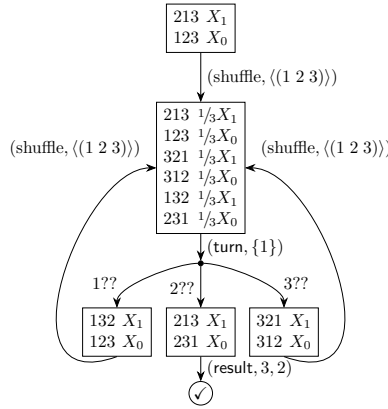 213 X₁
123 X₀
(shuffle, ⟨(1 2 3)⟩)
213 ⅓X₁
123 ⅓X₀
321 ⅓X₁
312 ⅓X₀
132 ⅓X₁
231 ⅓X₀
(shuffle, ⟨(1 2 3)⟩)
(shuffle, ⟨(1 2 3)⟩)
(turn, {1})
1??
2??
3??
132 X₁
123 X₀
213 X₁
231 X₀
321 X₁
312 X₀
(result, 3, 2)
✓